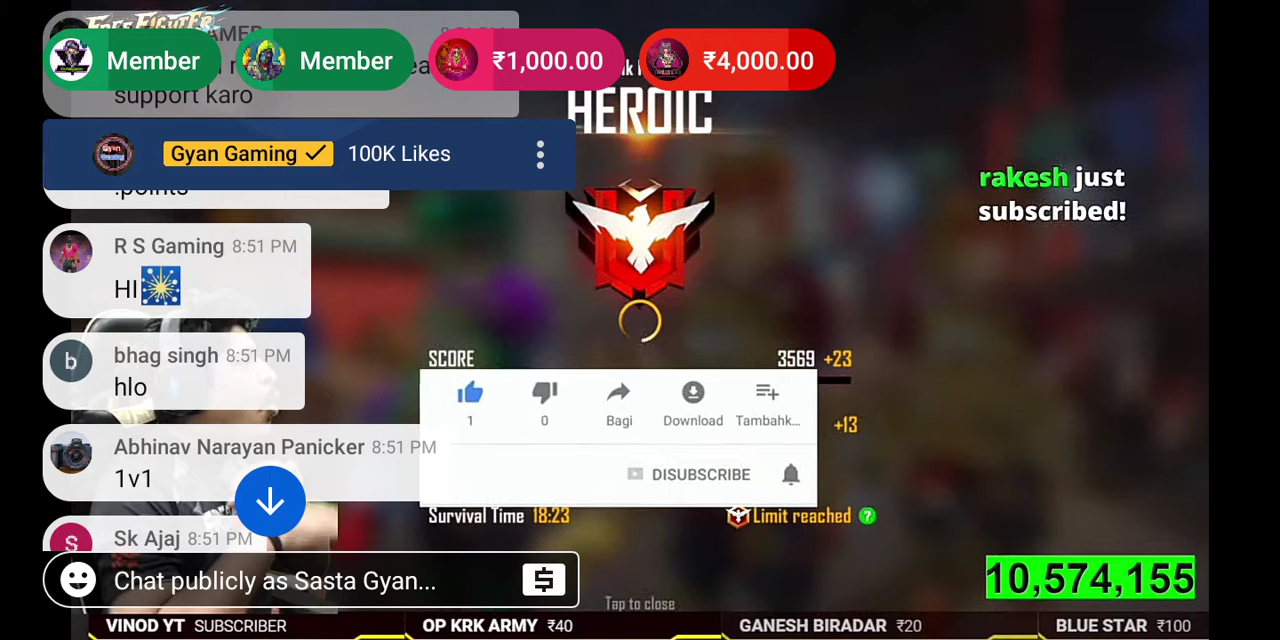 FREE FIGHTER
AMER
Member
Member
₹1,000.00
₹4,000.00
support karo
HEROIC
Gyan Gaming
100K Likes
.points
rakesh just
subscribed!
R S Gaming 8:51 PM
HI
bhag singh 8:51 PM
hlo
SCORE
3569 +23
1
0
Bagi
Download
Tambahk...
+13
Abhinav Narayan Panicker 8:51 PM
1v1
DISUBSCRIBE
Survival Time 18:23
Limit reached ?
Sk Ajaj 8:51 PM
Chat publicly as Sasta Gyan...
10,574,155
Tap to close
VINOD YT SUBSCRIBER
OP KRK ARMY ₹40
GANESH BIRADAR ₹20
BLUE STAR ₹100